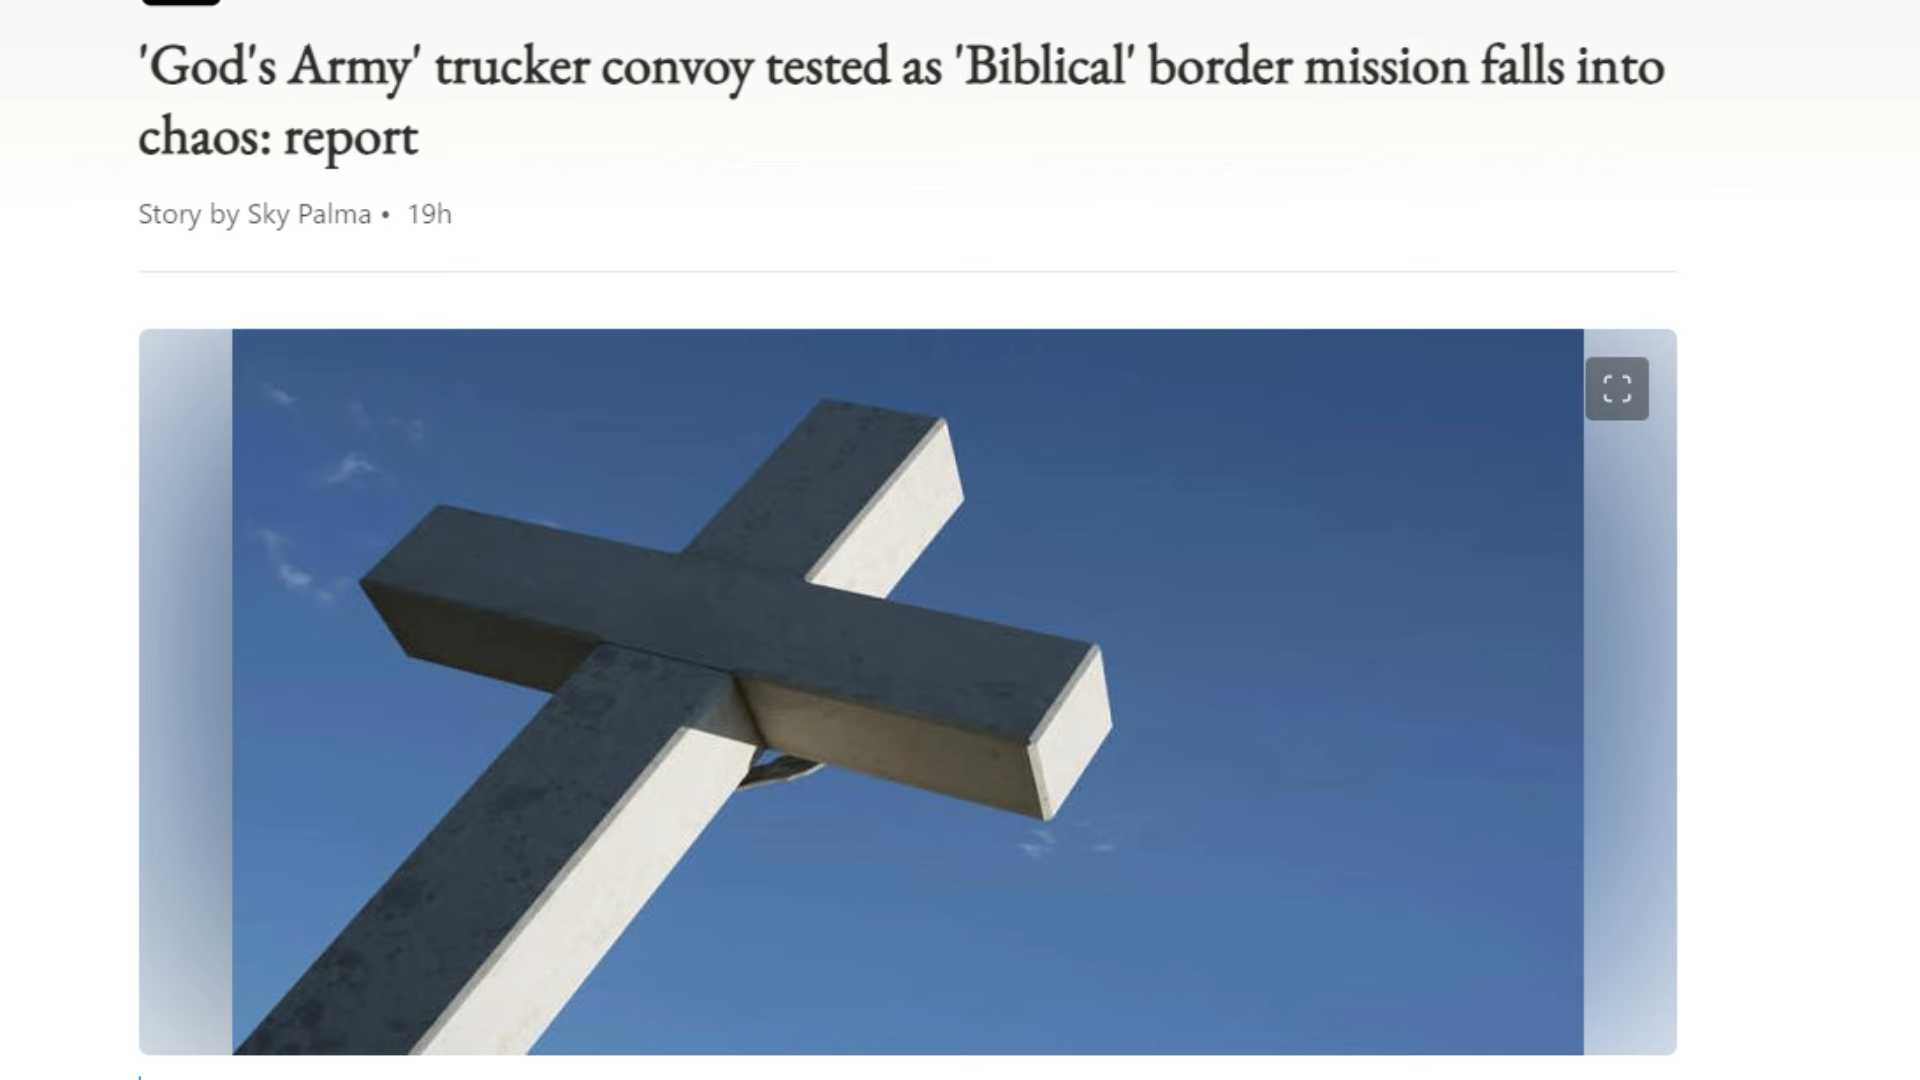 'God's Army' trucker convoy tested as 'Biblical' border mission falls into
chaos: report
Story by Sky Palma • 19h